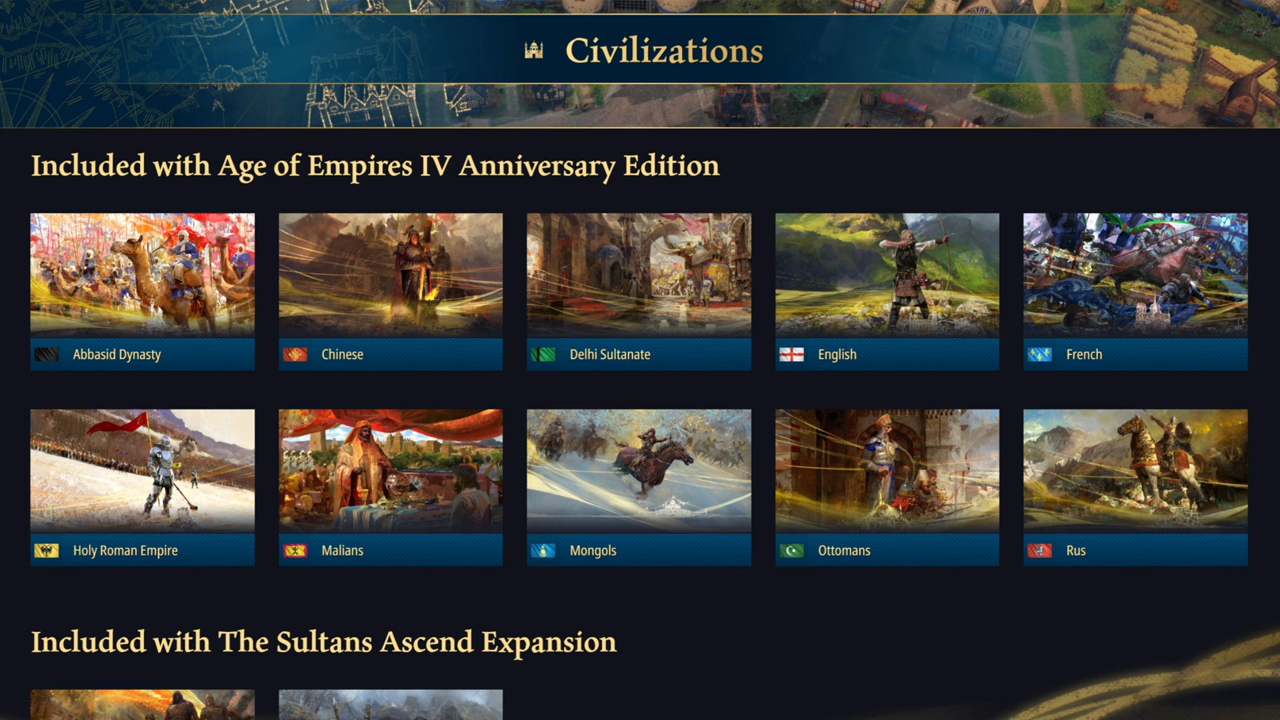 Civilizations
Included with Age of Empires IV Anniversary Edition
Abbasid Dynasty
Chinese
Delhi Sultanate
English
French
Holy Roman Empire
Malians
Mongols
Ottomans
Rus
Included with The Sultans Ascend Expansion